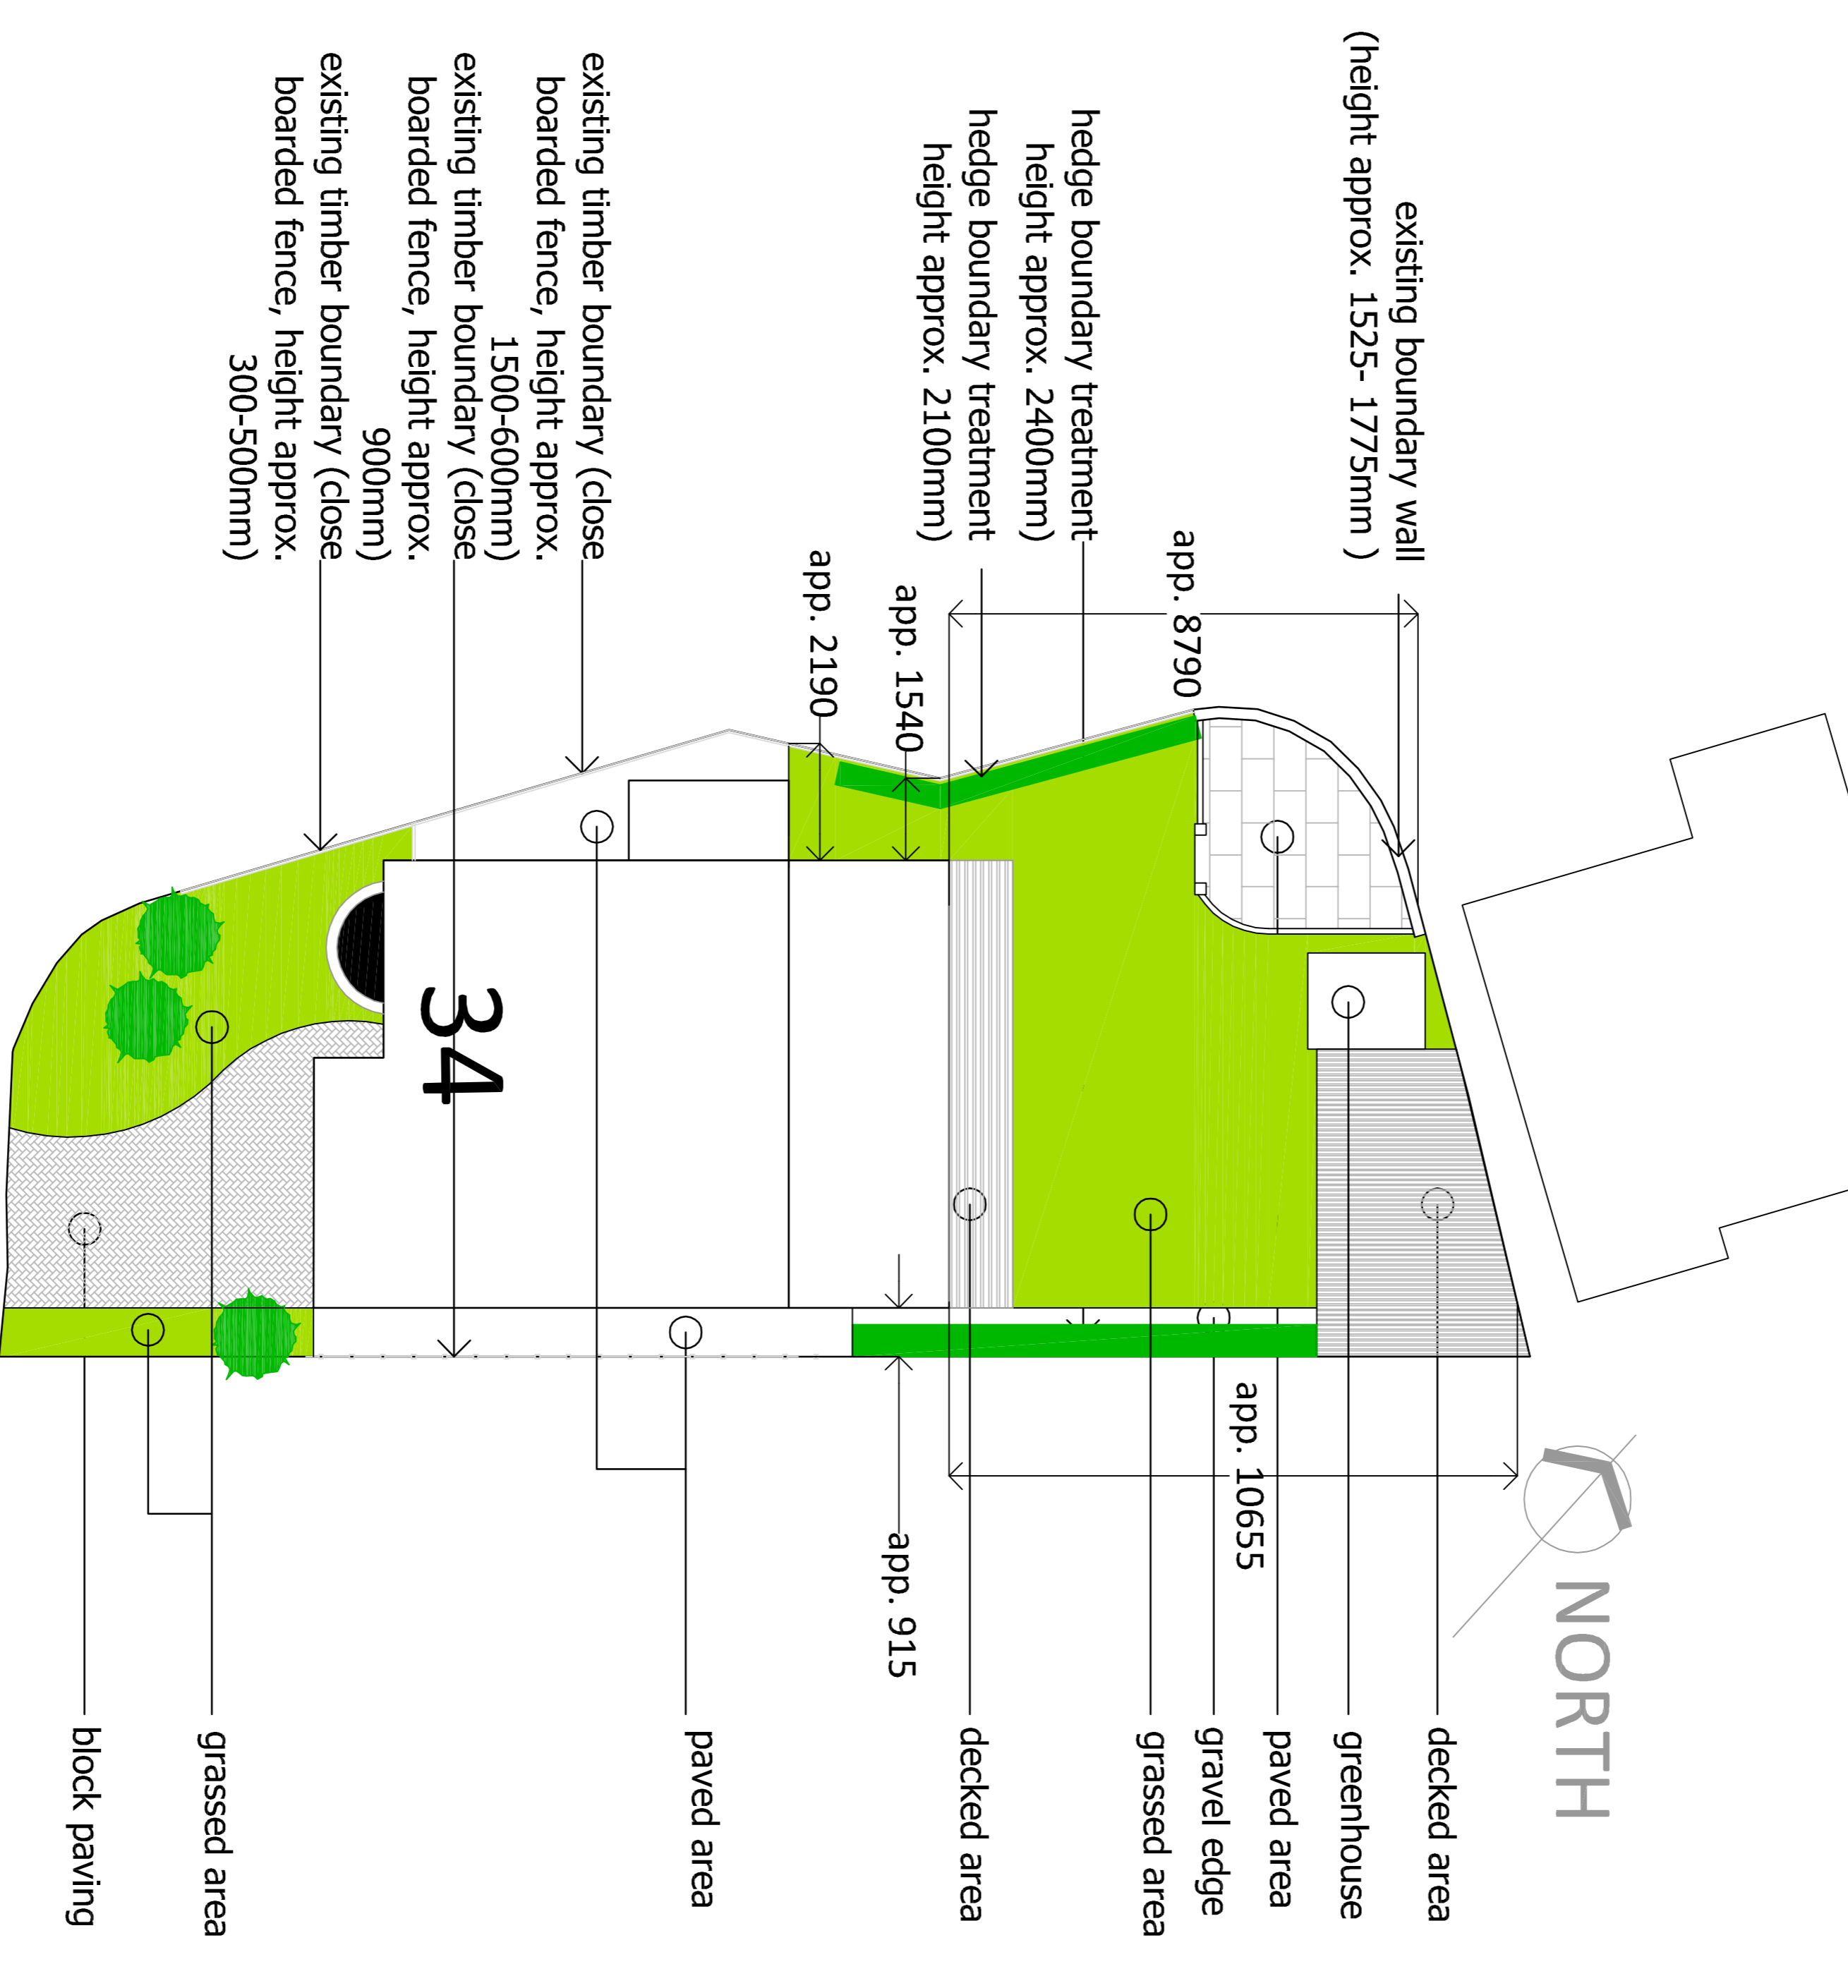 existing boundary wall
(height approx. 1525- 1775mm )
hedge boundary treatment
height approx. 2400mm)
hedge boundary treatment
height approx. 2100mm)
existing timber boundary (close
boarded fence, height approx.
1500-600mm)
existing timber boundary (close
boarded fence, height approx.
900mm)
existing timber boundary (close
boarded fence, height approx.
300-500mm)
app. 8790
app. 1540
app. 2190
34
app. 10655
app. 915
NORTH
decked area
greenhouse
paved area
gravel edge
grassed area
decked area
paved area
grassed area
block paving